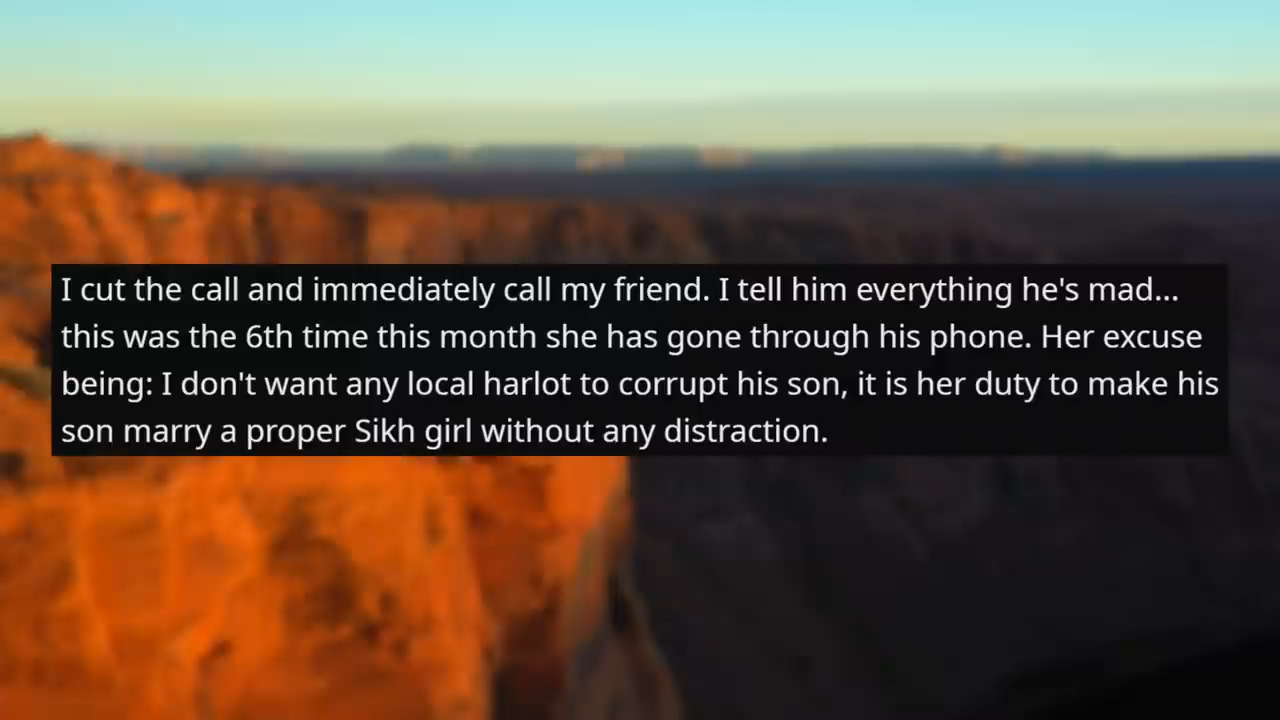 I cut the call and immediately call my friend. I tell him everything he's mad...
this was the 6th time this month she has gone through his phone. Her excuse
being: I don't want any local harlot to corrupt his son, it is her duty to make his
son marry a proper Sikh girl without any distraction.